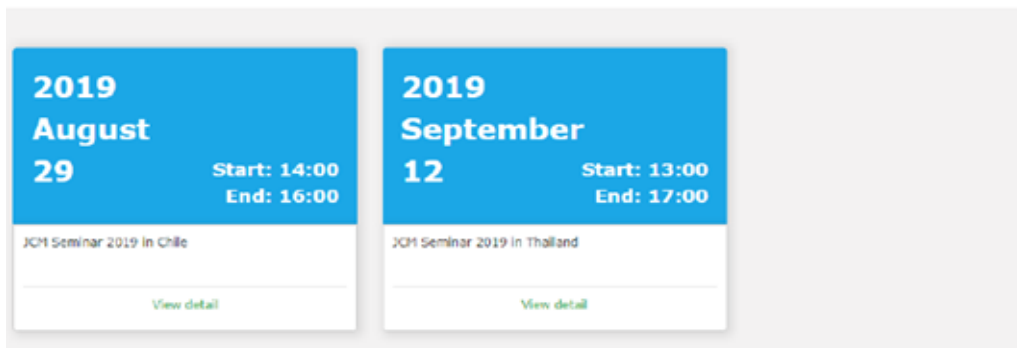 2019
August
29
Start: 14:00
End: 16:00
JCM Seminar 2019 in Chile
View detail
2019
September
12
Start: 13:00
End: 17:00
JCM Seminar 2019 in Thailand
View detail